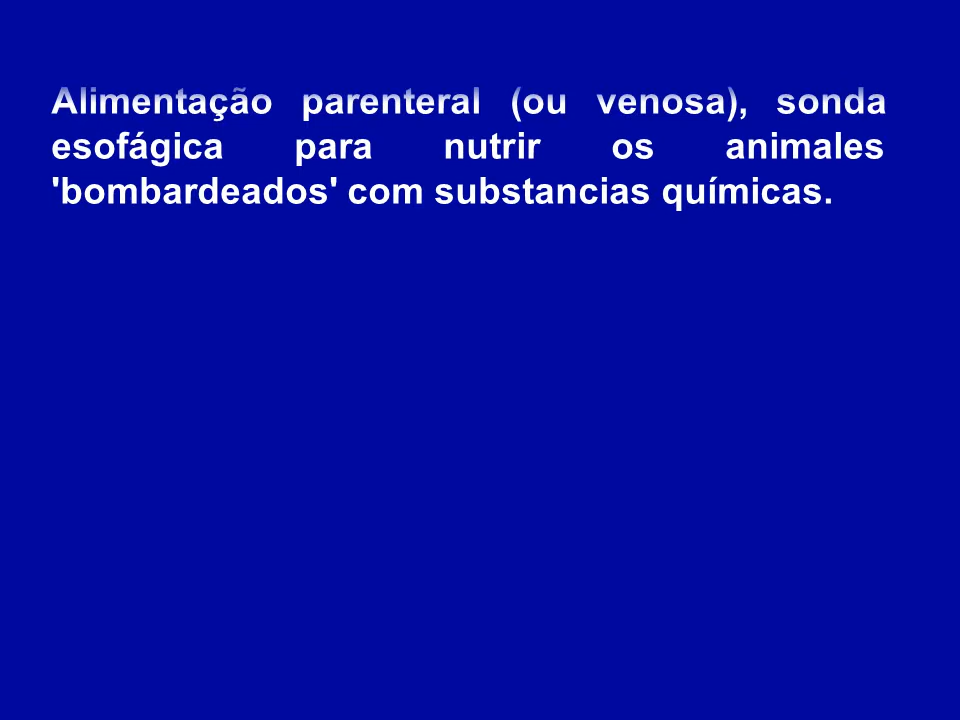 Alimentação parenteral (ou venosa), sonda
esofágica para nutrir os animales
'bombardeados' com substancias químicas.